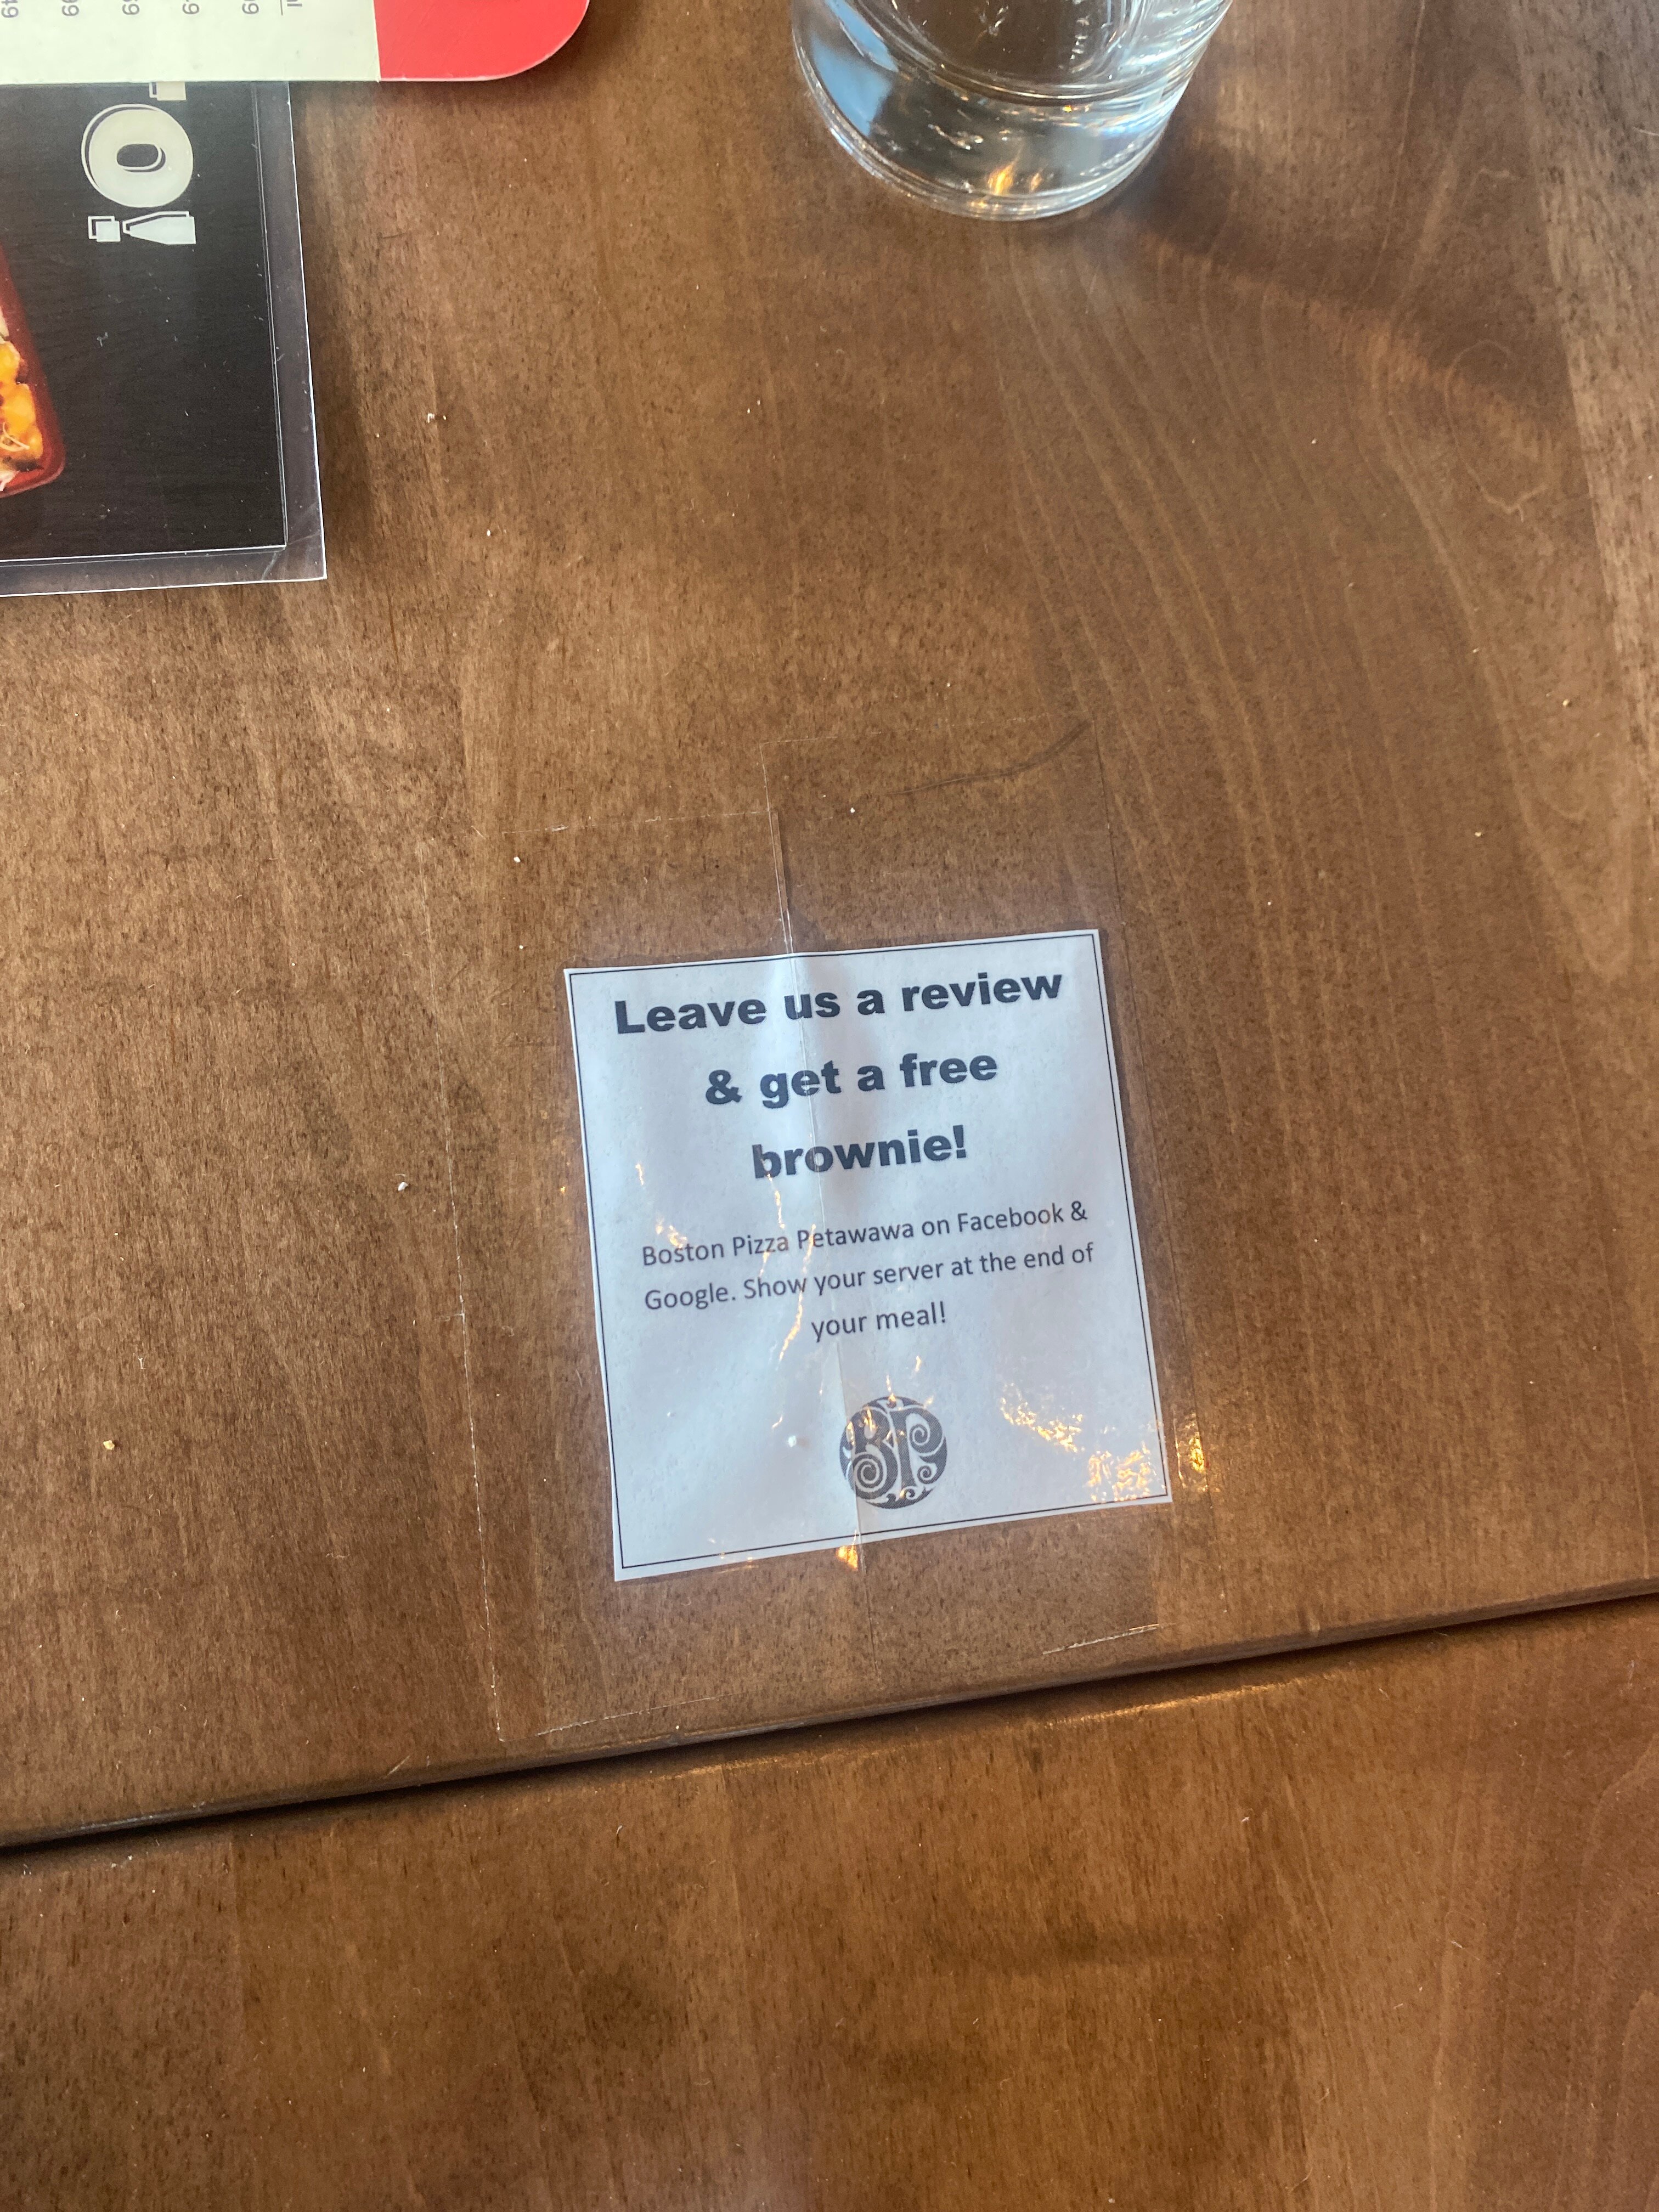 Leave us a review
& get a free
brownie!
Boston Pizza Petawawa on Facebook &
Google. Show your server at the end of
your meal!
BP
O!